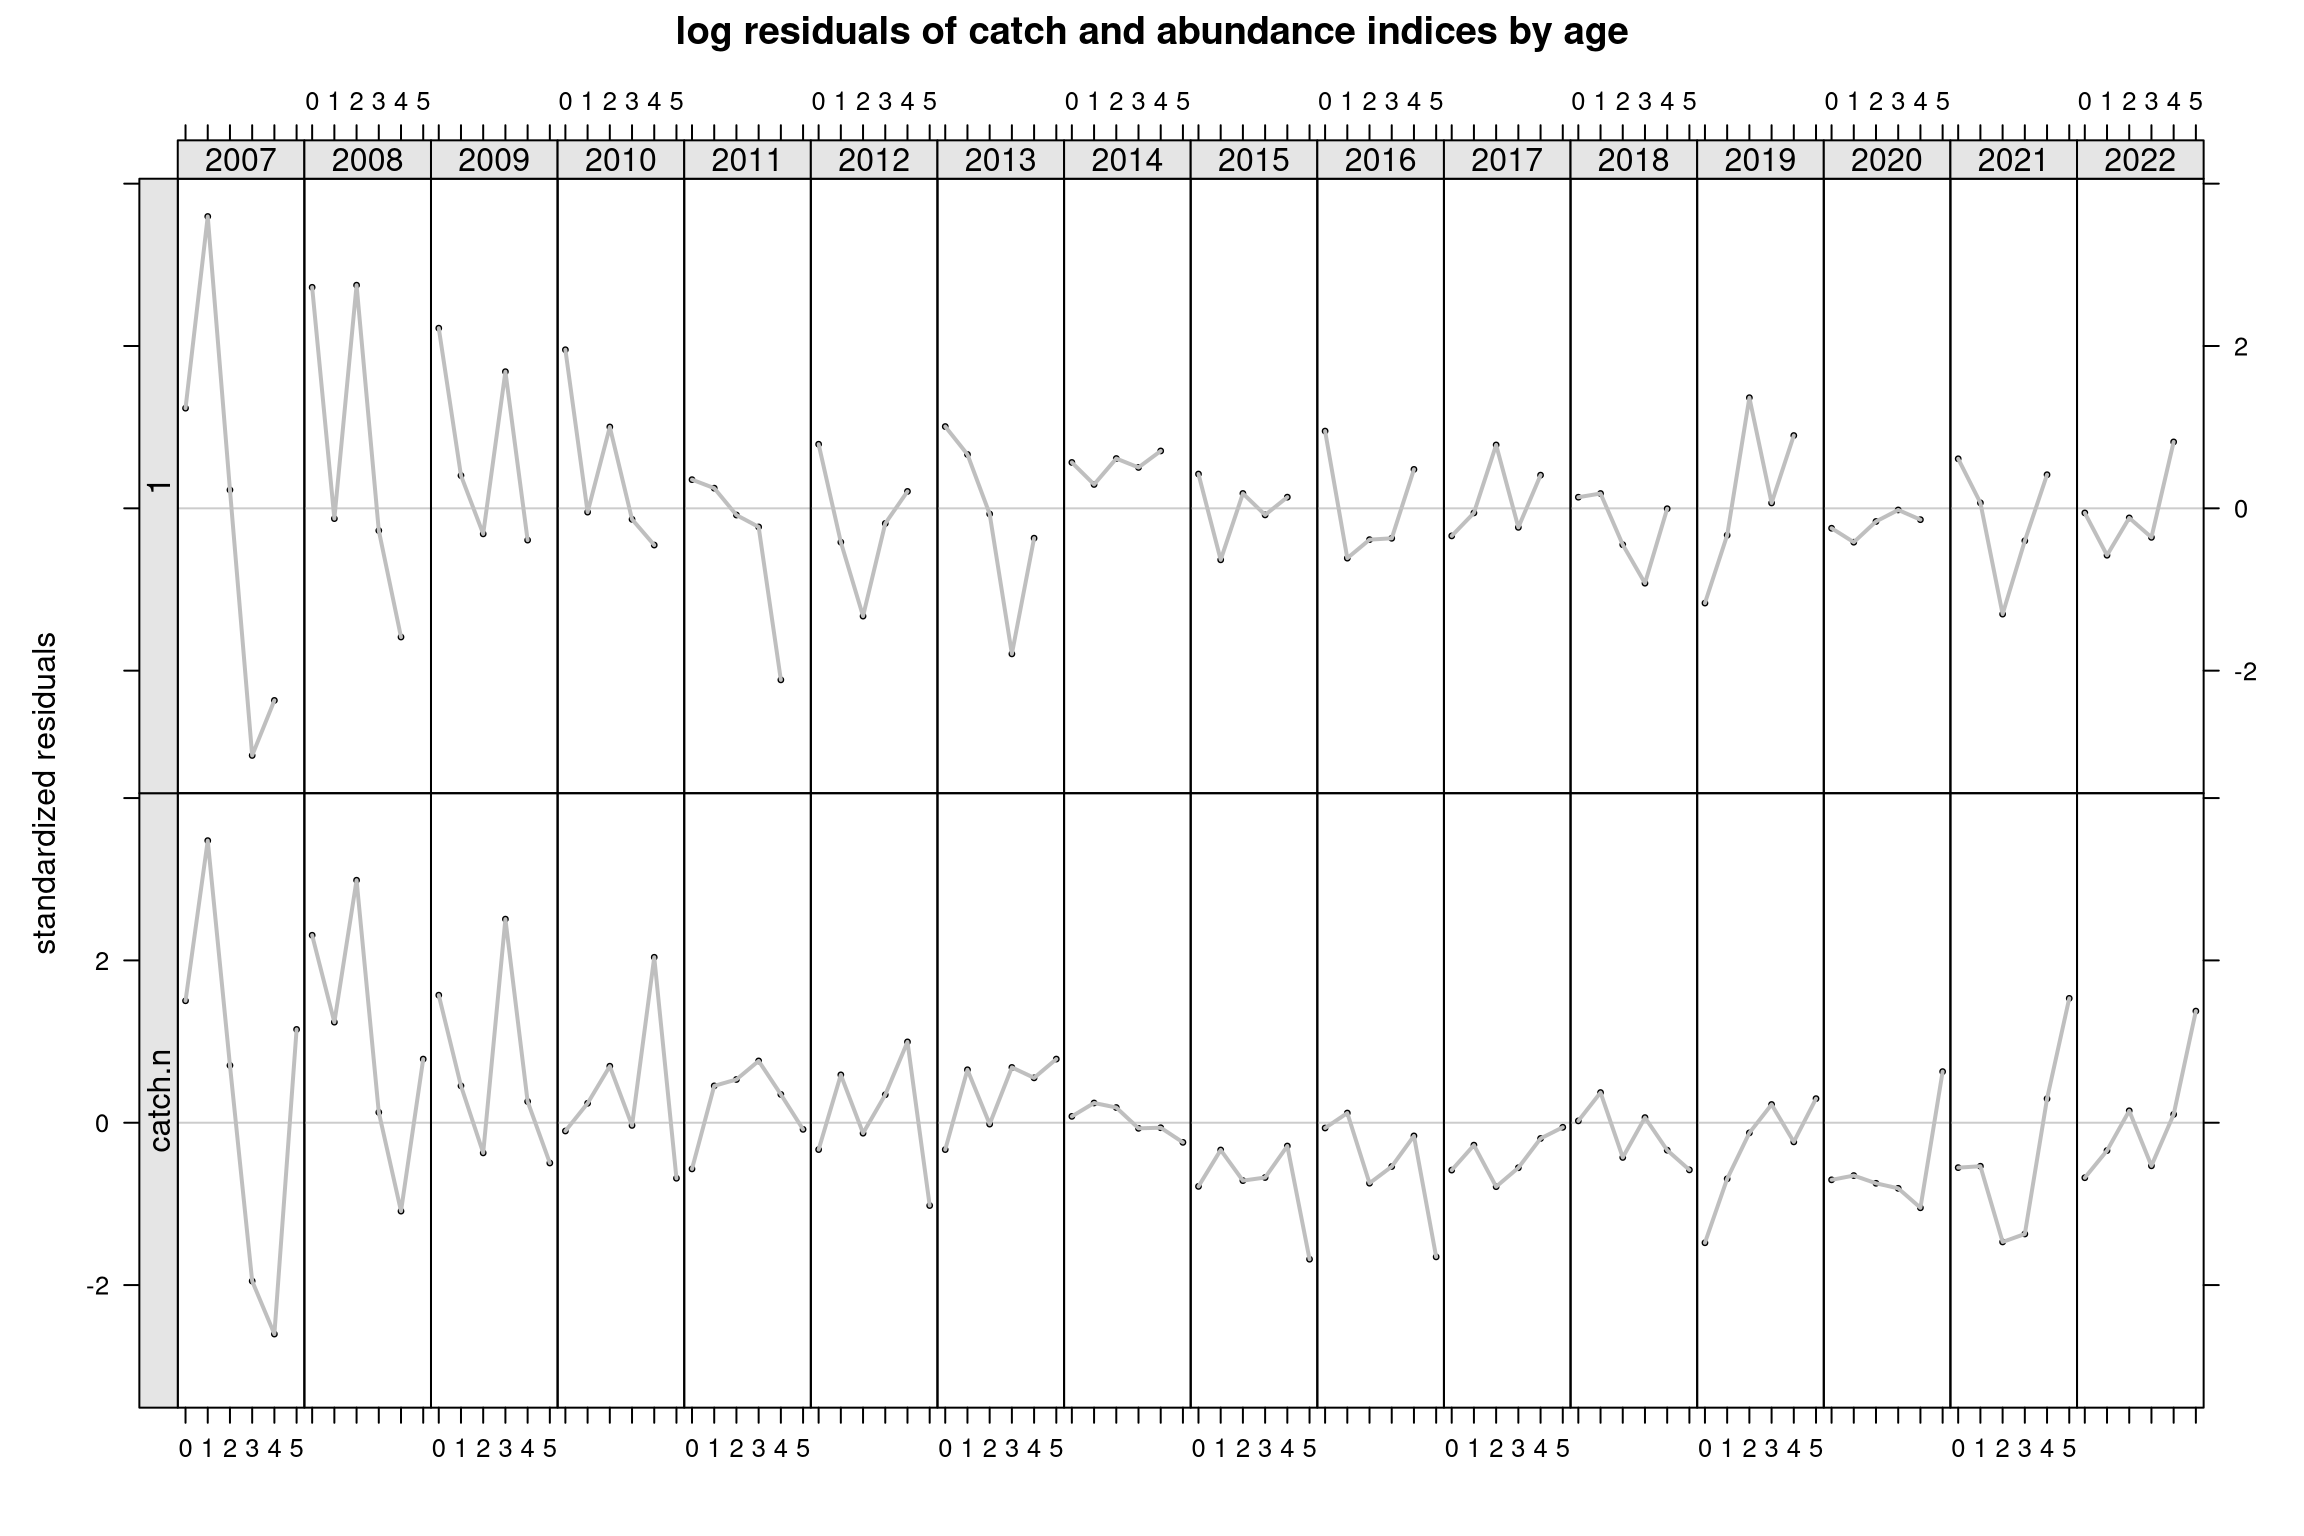 log residuals of catch and abundance indices by age
0 1 2 3 4 5 0 1 2 3 4 5 0 1 2 3 4 5 0 1 2 3 4 5 0 1 2 3 4 5 0 1 2 3 4 5 0 1 2 3 4 5 0 1 2 3 4 5
2007 2008 2009 2010 2011 2012 2013 2014 2015 2016 2017 2018 2019 2020 2021 2022
standardized residuals
1
2
0
-2
catch.n
2
0
-2
0 1 2 3 4 5 0 1 2 3 4 5 0 1 2 3 4 5 0 1 2 3 4 5 0 1 2 3 4 5 0 1 2 3 4 5 0 1 2 3 4 5 0 1 2 3 4 5